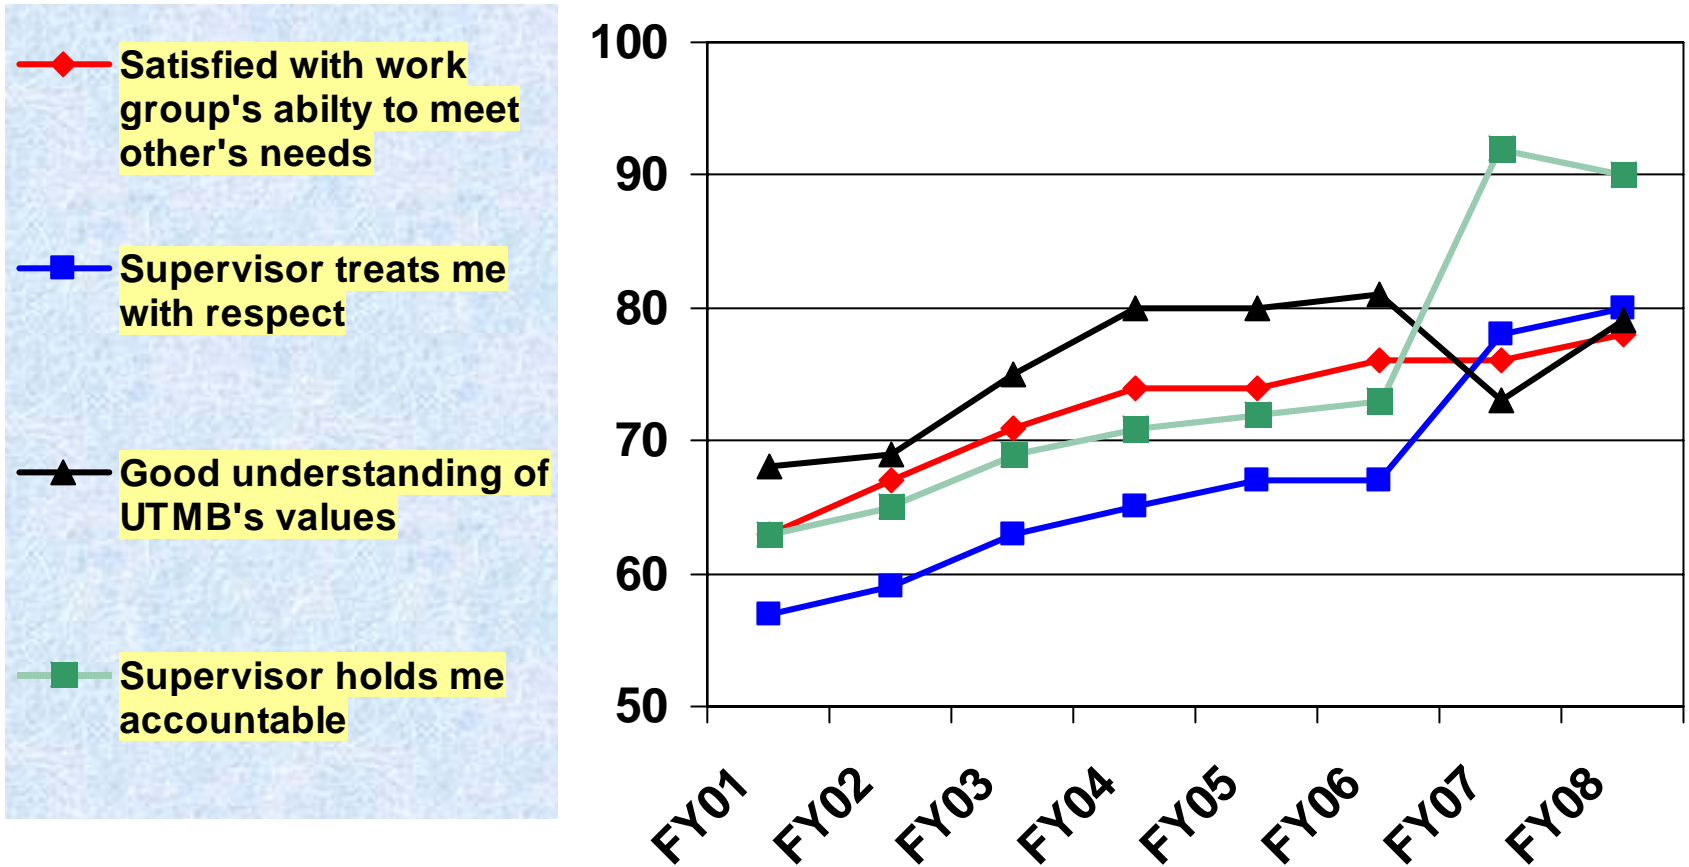 Satisfied with work
group's abilty to meet
other's needs
Supervisor treats me
with respect
Good understanding of
UTMB's values
Supervisor holds me
accountable
100
90
80
70
60
50
FY01
FY02
FY03
FY04
FY05
FY06
FY07
FY08